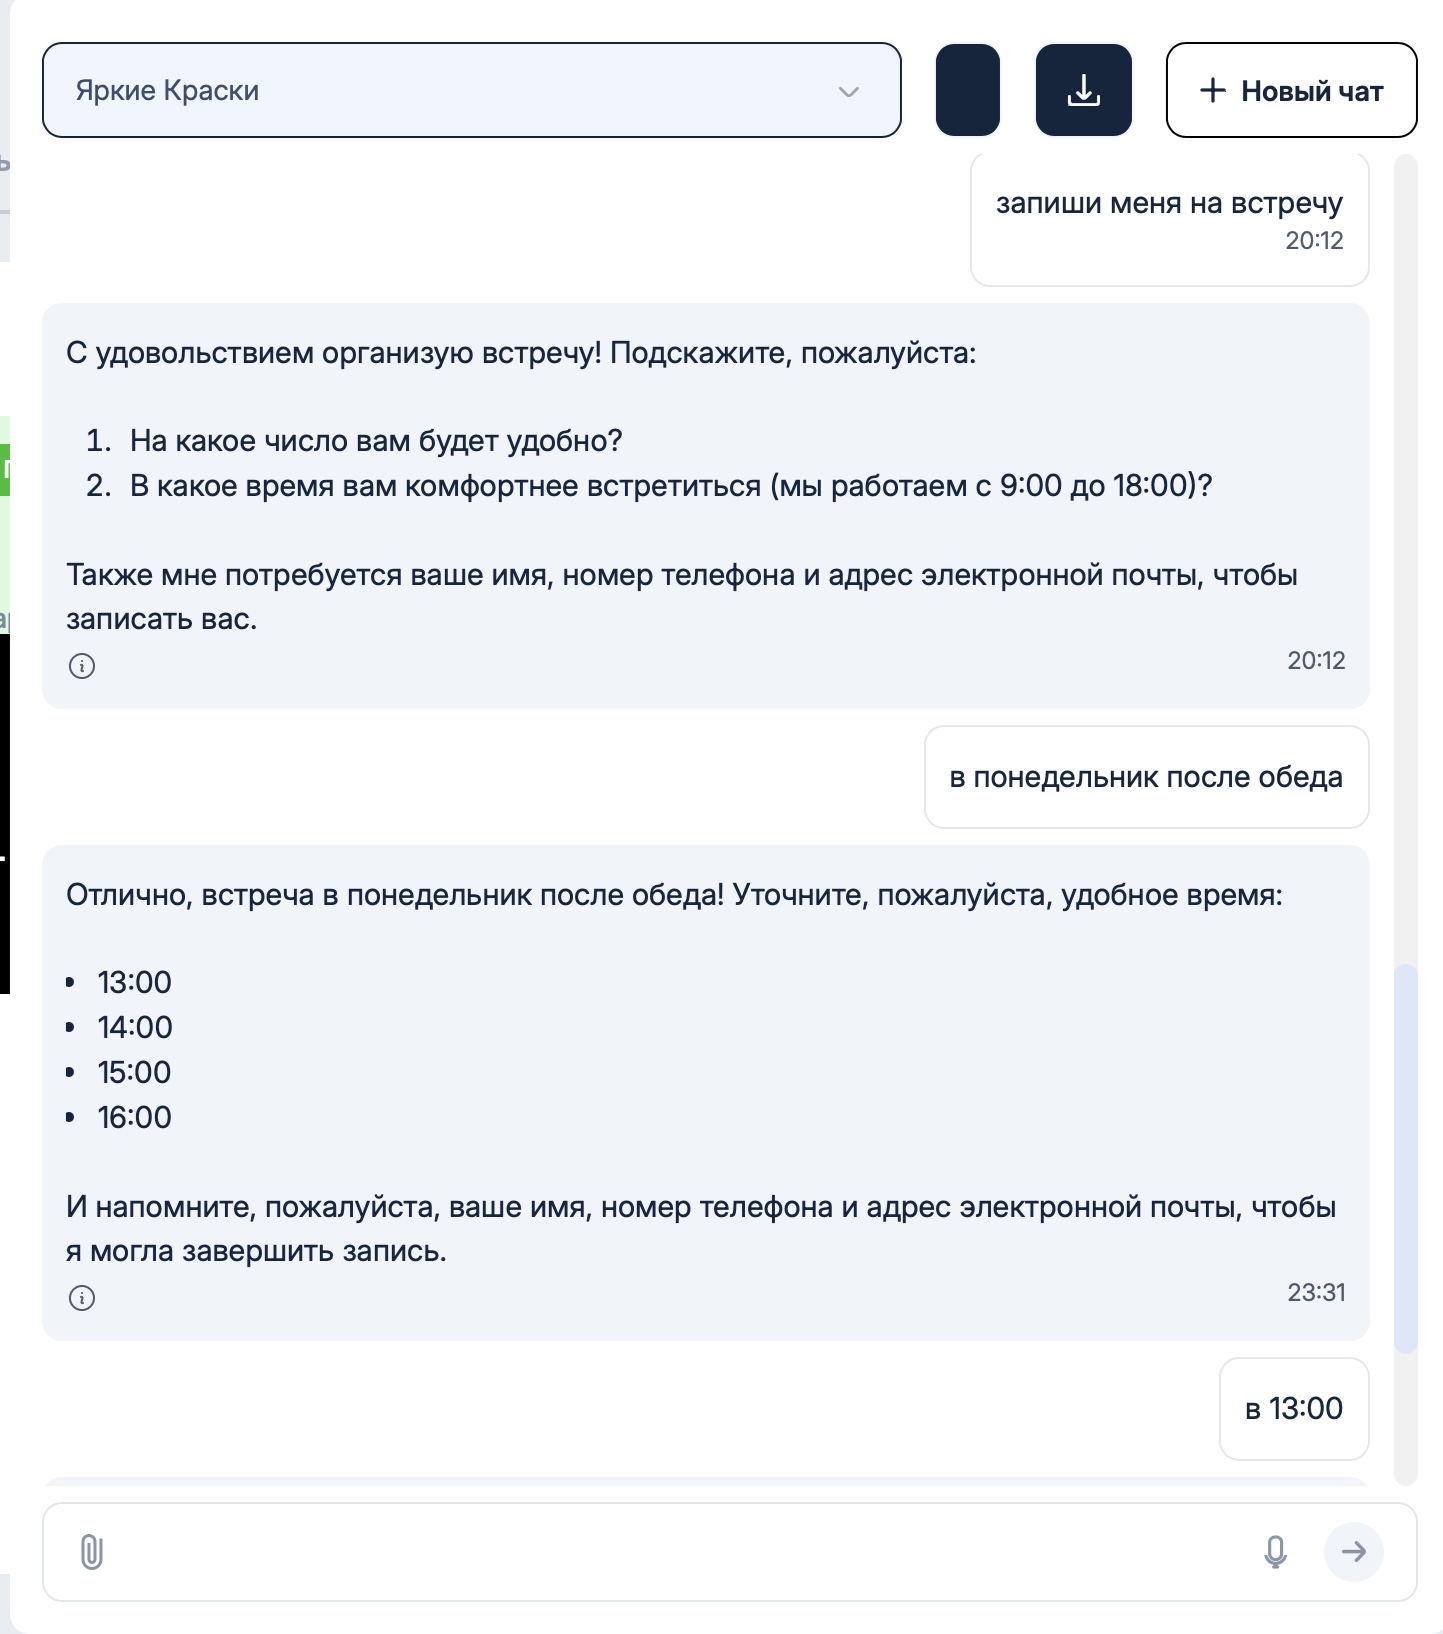 Яркие Краски
Новый чат
запиши меня на встречу
20:12
С удовольствием организую встречу! Подскажите, пожалуйста:
1. На какое число вам будет удобно?
2. В какое время вам комфортнее встретиться (мы работаем с 9:00 до 18:00)?
Также мне потребуется ваше имя, номер телефона и адрес электронной почты, чтобы
записать вас.
20:12
в понедельник после обеда
Отлично, встреча в понедельник после обеда! Уточните, пожалуйста, удобное время:
• 13:00
• 14:00
• 15:00
• 16:00
И напомните, пожалуйста, ваше имя, номер телефона и адрес электронной почты, чтобы
я могла завершить запись.
23:31
в 13:00